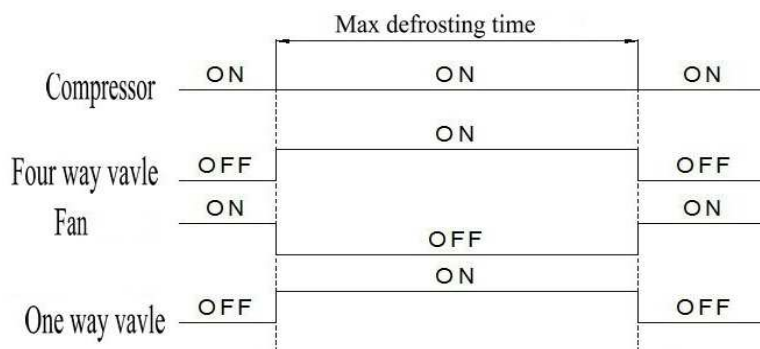 Max defrosting time
Compressor ON ON ON
ON
Four way vavle OFF OFF
Fan ON ON
OFF
ON
One way vavle OFF OFF